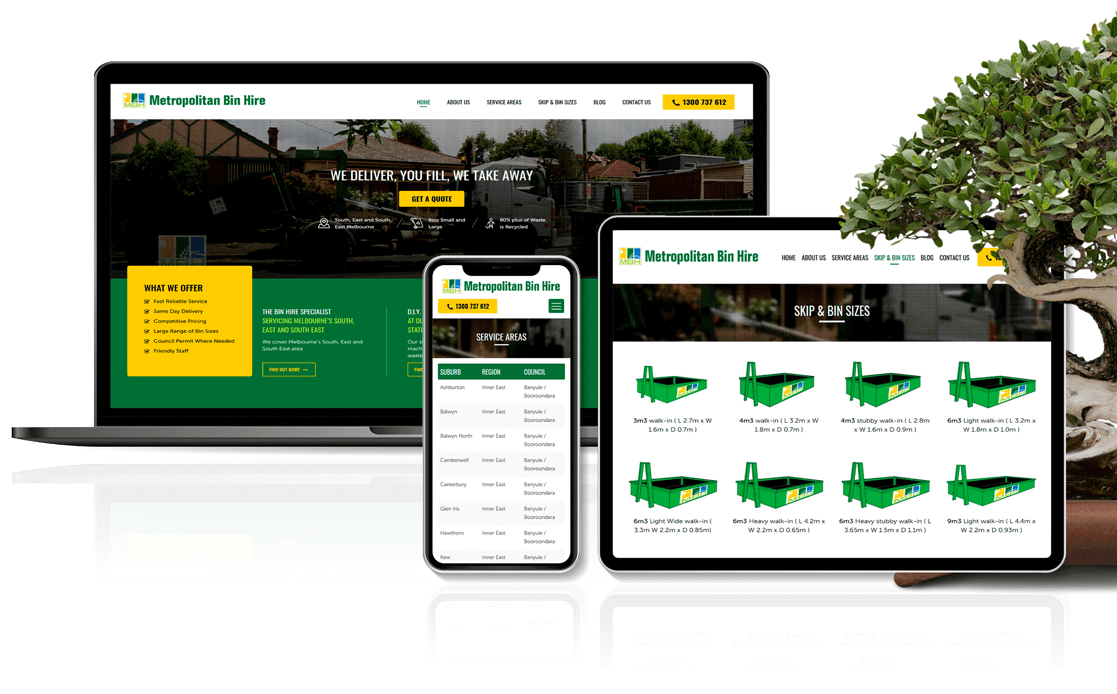 MBH
Metropolitan Bin Hire
HOME
ABOUT US
SERVICE AREAS
SKIP & BIN SIZES
BLOG
CONTACT US
1300 737 612
WE DELIVER, YOU FILL, WE TAKE AWAY
GET A QUOTE
South, East and South
East Melbourne
Bins Small and
Large
80% plus of Waste
is Recycled
WHAT WE OFFER
Fast Reliable Service
Same Day Delivery
Competitive Pricing
Large Range of Bin Sizes
Council Permit Where Needed
Friendly Staff
THE BIN HIRE SPECIALIST
SERVICING MELBOURNE'S SOUTH,
EAST AND SOUTH EAST
We cover Melbourne's South, East and
South East area
FIND OUT MORE
D.I.Y.
MBH
Metropolitan Bin Hire
1300 737 612
SERVICE AREAS
SUBURB REGION COUNCIL
Ashburton Inner East Banyule /
Booroondara
Balwyn Inner East Banyule /
Booroondara
Balwyn North Inner East Banyule /
Booroondara
Camberwell Inner East Banyule /
Booroondara
Canterbury Inner East Banyule /
Booroondara
Glen Iris Inner East Banyule /
Booroondara
Hawthorn Inner East Banyule /
Booroondara
Kew Inner East Banyule /
MBH
Metropolitan Bin Hire
HOME
ABOUT US
SERVICE AREAS
SKIP & BIN SIZES
BLOG
CONTACT US
SKIP & BIN SIZES
3m3 walk-in ( L 2.7m x W
1.6m x D 0.7m )
4m3 walk-in ( L 3.2m x W
1.8m x D 0.7m )
4m3 stubby walk-in ( L 2.8m
x W 1.6m x D 0.9m )
6m3 Light walk-in ( L 3.2m
x W 1.8m x D 1.0m )
6m3 Light Wide walk-in (
3.3m W 2.2m x D 0.85m)
6m3 Heavy walk-in ( L 4.2m x
W 2.2m x D 0.65m )
6m3 Heavy stubby walk-in ( L
3.65m x W 1.5m x D 1.1m )
9m3 Light walk-in ( L 4.4m x
W 2.2m x D 0.93m )